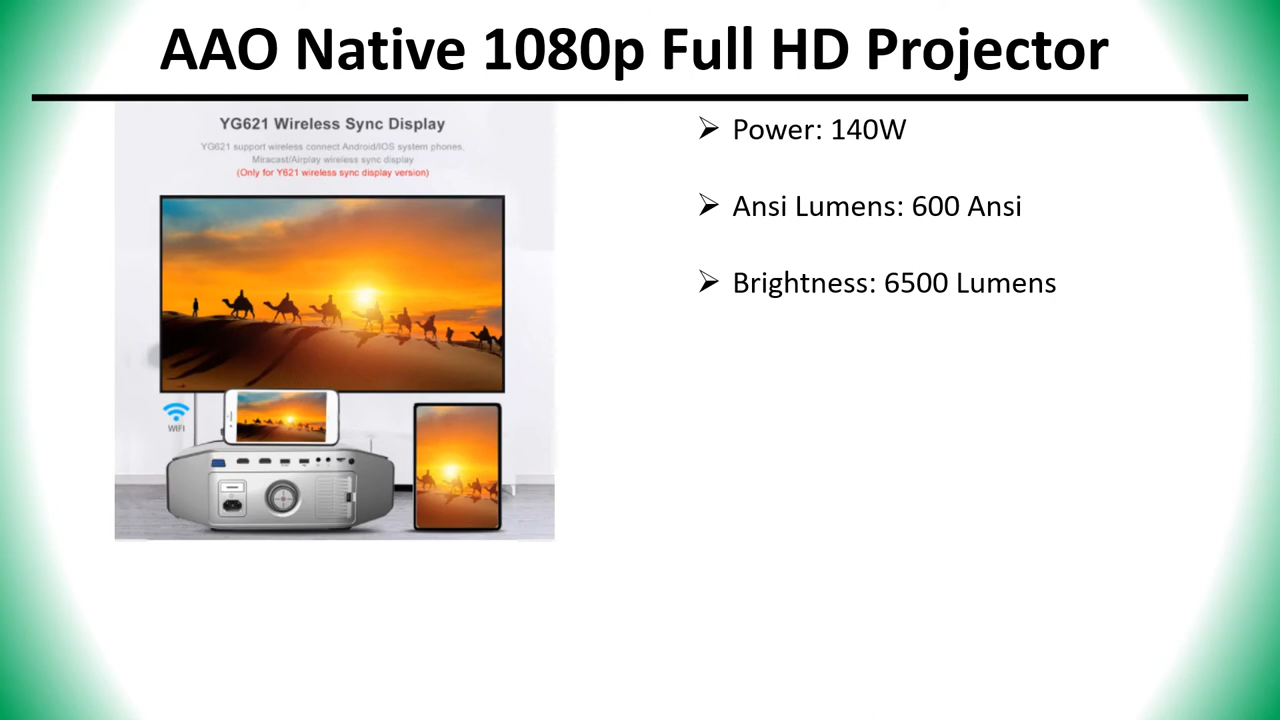 AAO Native 1080p Full HD Projector
YG621 Wireless Sync Display
YG621 support wireless connect Android/IOS system phones,
Miracast/Airplay wireless sync display
(Only for Y621 wireless sync display version)
WIFI
Power: 140W
Ansi Lumens: 600 Ansi
Brightness: 6500 Lumens